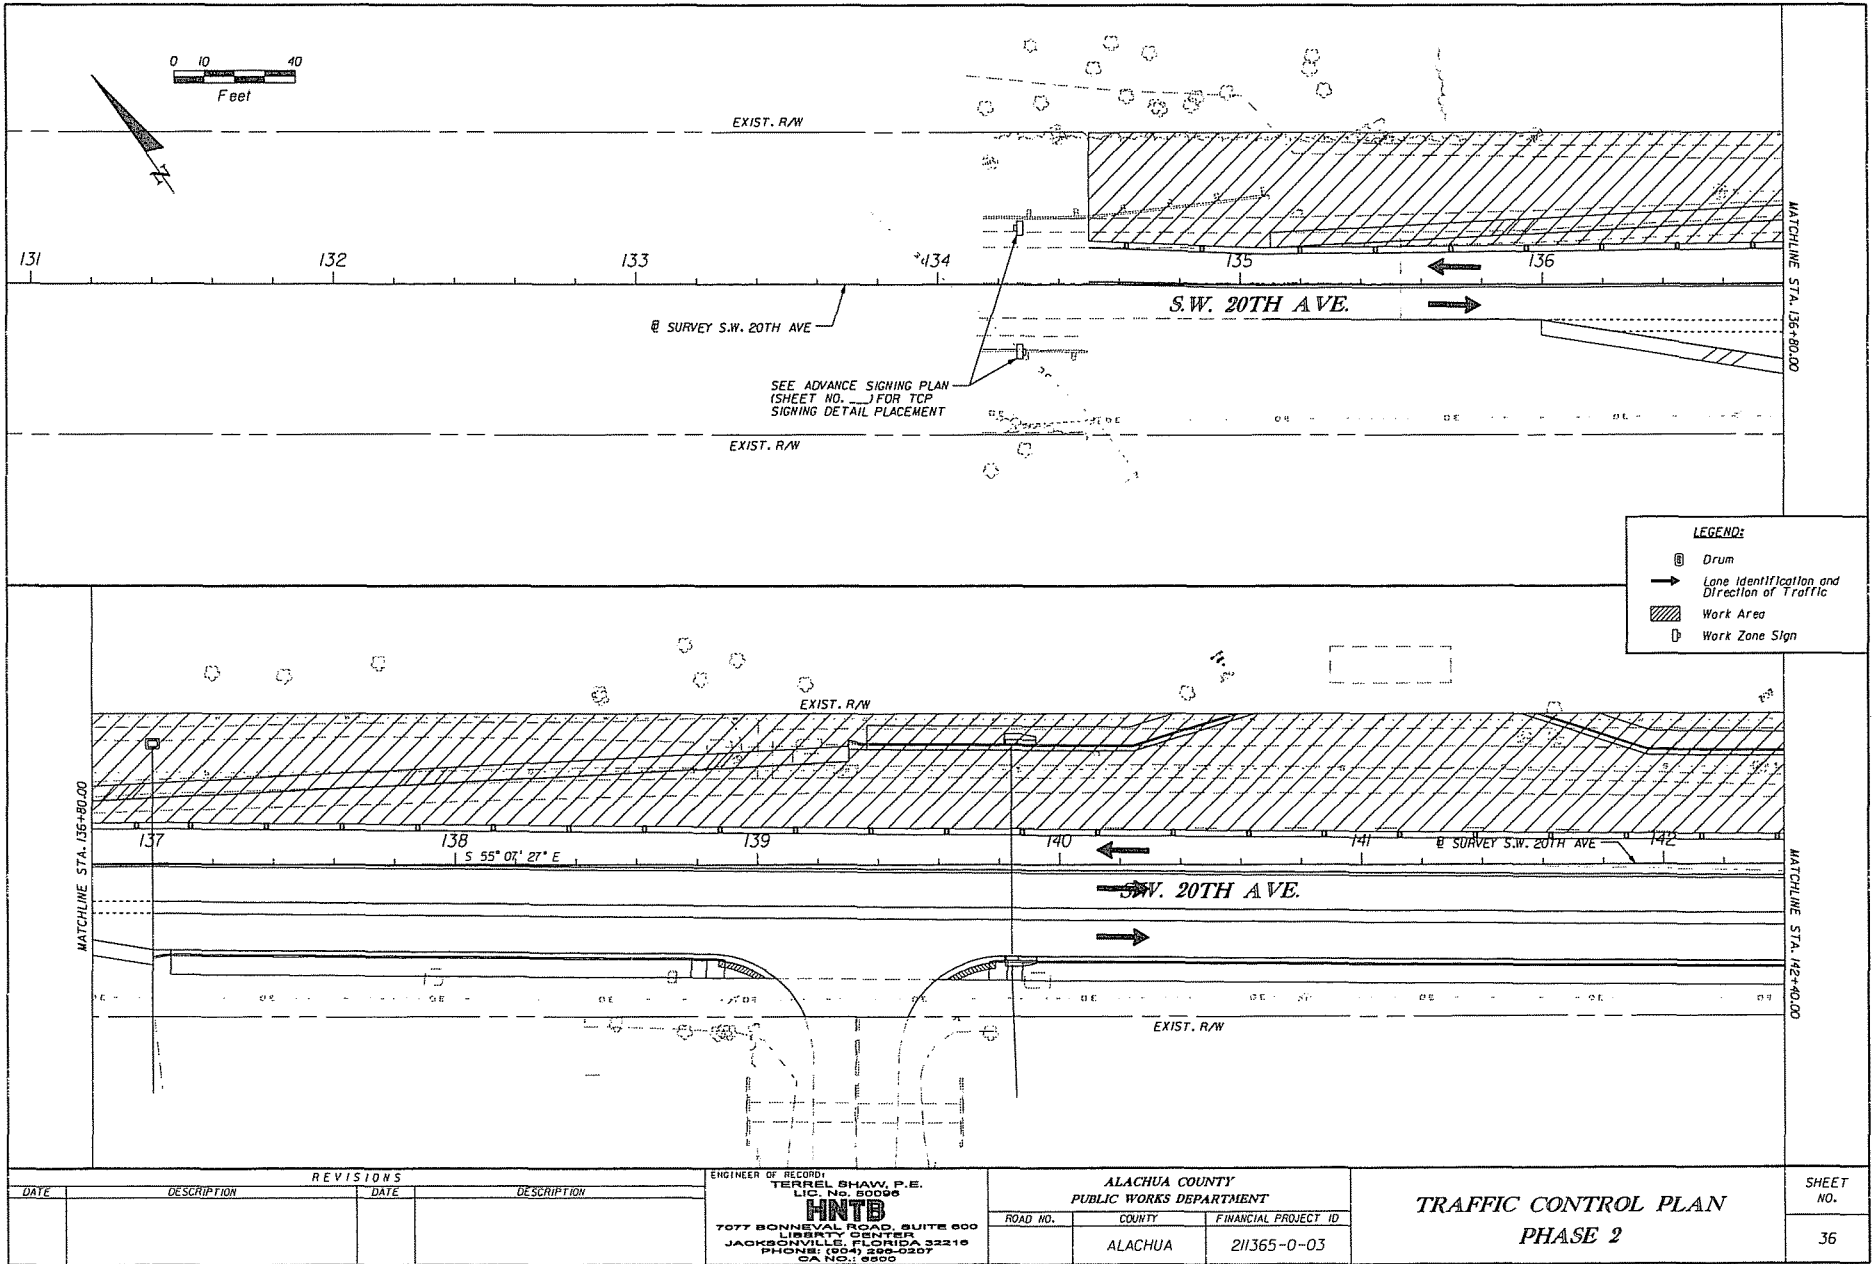 0 10 40
Feet
N
EXIST. R/W
131 132 133 134 135 136
S.W. 20TH AVE.
SURVEY S.W. 20TH AVE
SEE ADVANCE SIGNING PLAN
(SHEET NO. __) FOR TCP
SIGNING DETAIL PLACEMENT
EXIST. R/W
MATCHLINE STA. 136+80.00
LEGEND:
Drum
Lane Identification and
Direction of Traffic
Work Area
Work Zone Sign
EXIST. R/W
MATCHLINE STA. 136+80.00
137 138 139 140 141 142
S 55° 07' 27" E
SURVEY S.W. 20TH AVE
S.W. 20TH AVE.
MATCHLINE STA. 142+40.00
EXIST. R/W
REVISIONS
DATE DESCRIPTION DATE DESCRIPTION
ENGINEER OF RECORD:
TERREL SHAW, P.E.
LIC. No. 50096
HNTB
7077 BONNEVAL ROAD, SUITE 600
LIBERTY CENTER
JACKSONVILLE, FLORIDA 32216
PHONE: (904) 296-0207
CA NO.: 6500
ALACHUA COUNTY
PUBLIC WORKS DEPARTMENT
ROAD NO. COUNTY FINANCIAL PROJECT ID
ALACHUA 211365-0-03
TRAFFIC CONTROL PLAN
PHASE 2
SHEET
NO.
36